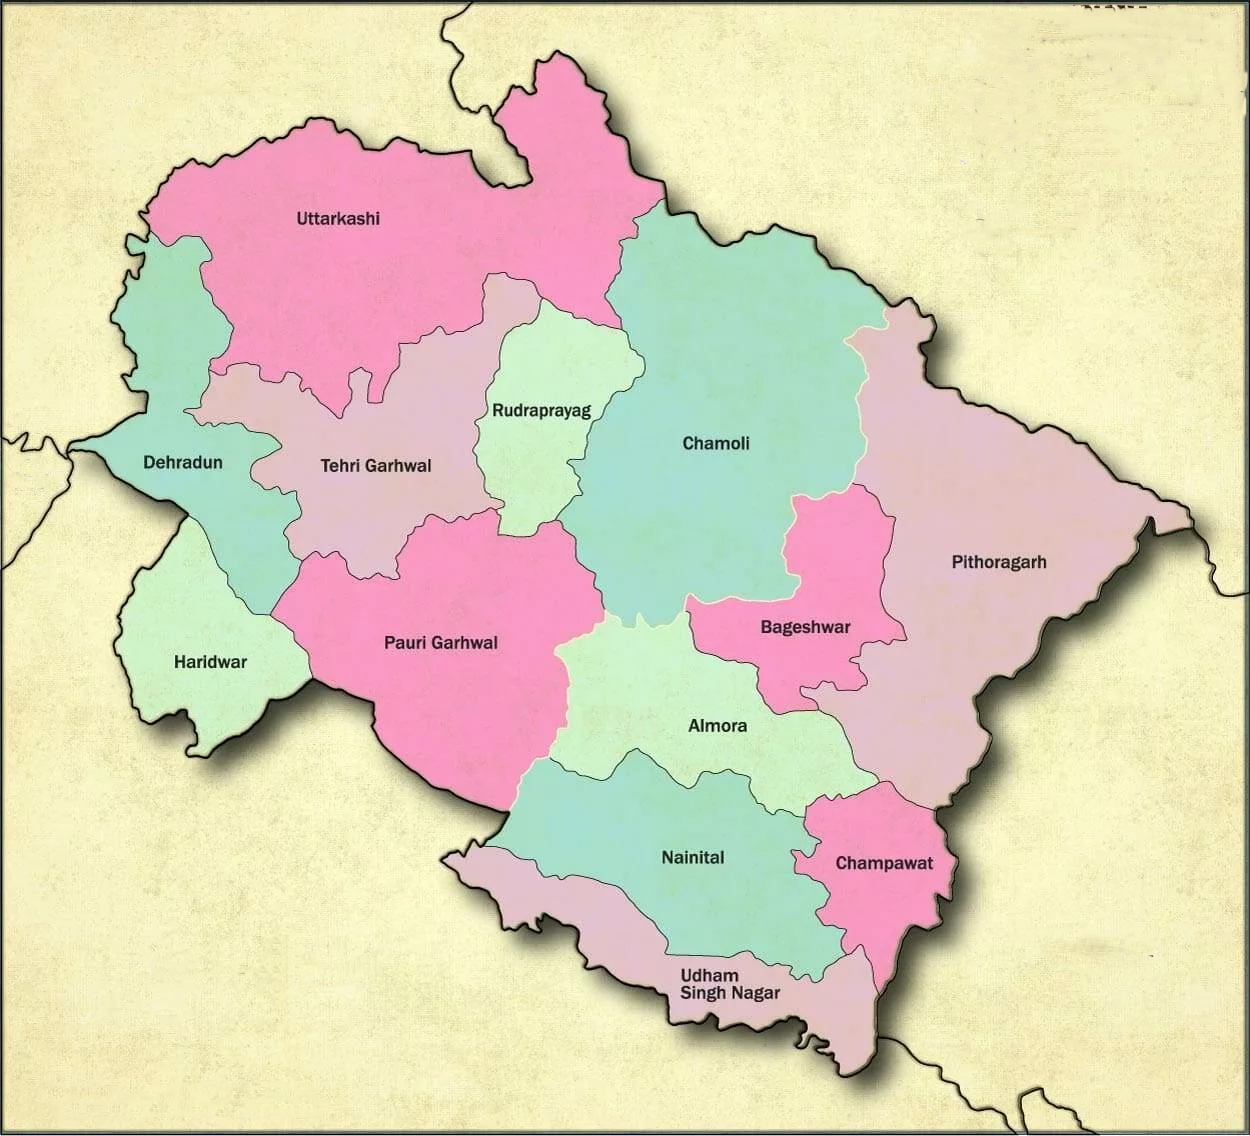 Uttarkashi
Rudraprayag
Chamoli
Dehradun
Tehri Garhwal
Pithoragarh
Bageshwar
Pauri Garhwal
Haridwar
Almora
Nainital
Champawat
Udham
Singh Nagar